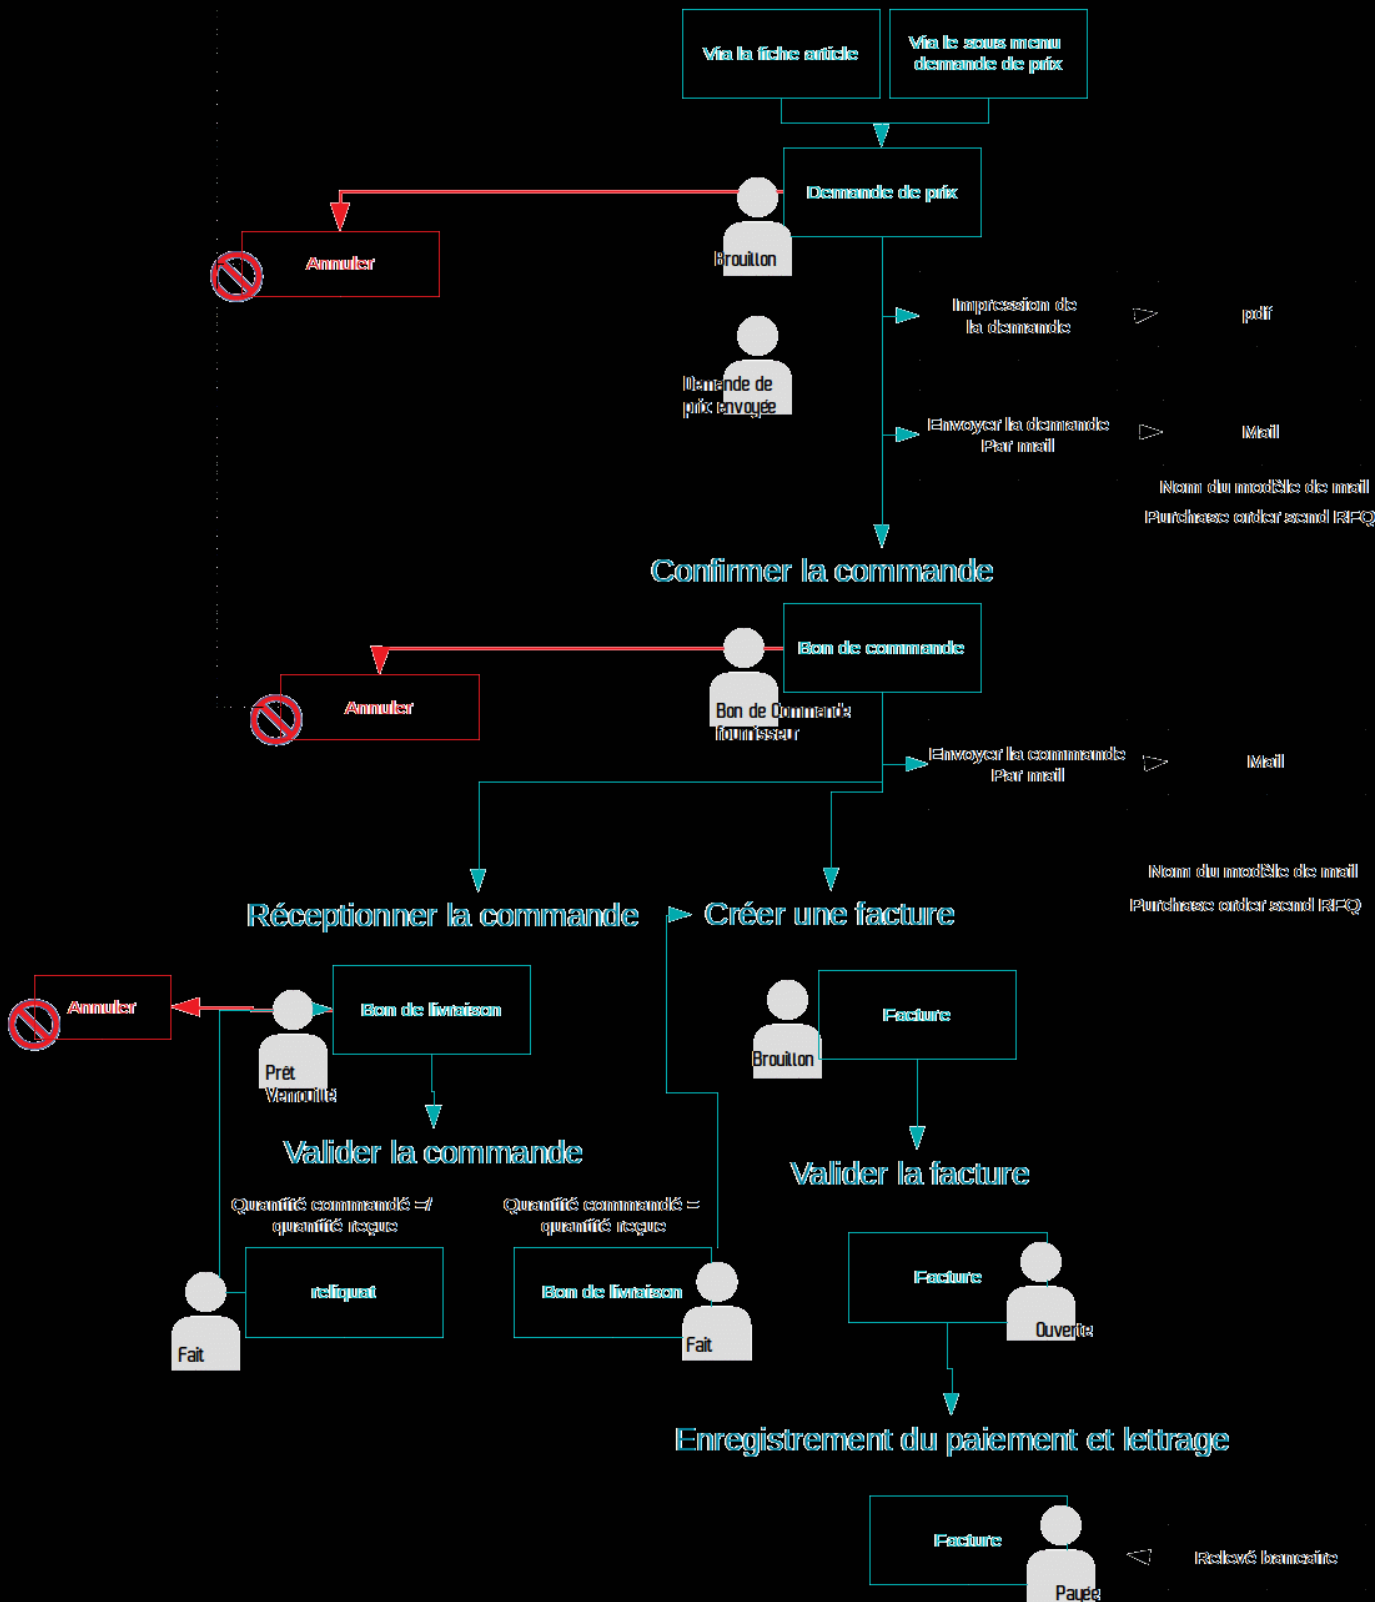 Via la fiche article
Via le sous menu
demande de prix
Demande de prix
Brouillon
Annuler
Impression de
la demande
pdf
Demande de
prix envoyée
Envoyer la demande
Par mail
Mail
Nom du modèle de mail
Purchase order send RFQ
Confirmer la commande
Bon de commande
Annuler
Bon de Commande
fournisseur
Envoyer la commande
Par mail
Mail
Nom du modèle de mail
Purchase order send RFQ
Réceptionner la commande
Créer une facture
Annuler
Bon de livraison
Prêt
Verrouillé
Facture
Brouillon
Valider la commande
Valider la facture
Quantité commandé =/
quantité reçue
Quantité commandé =
quantité reçue
reliquat
Fait
Bon de livraison
Fait
Facture
Ouverte
Enregistrement du paiement et lettrage
Facture
Payée
Relevé bancaire